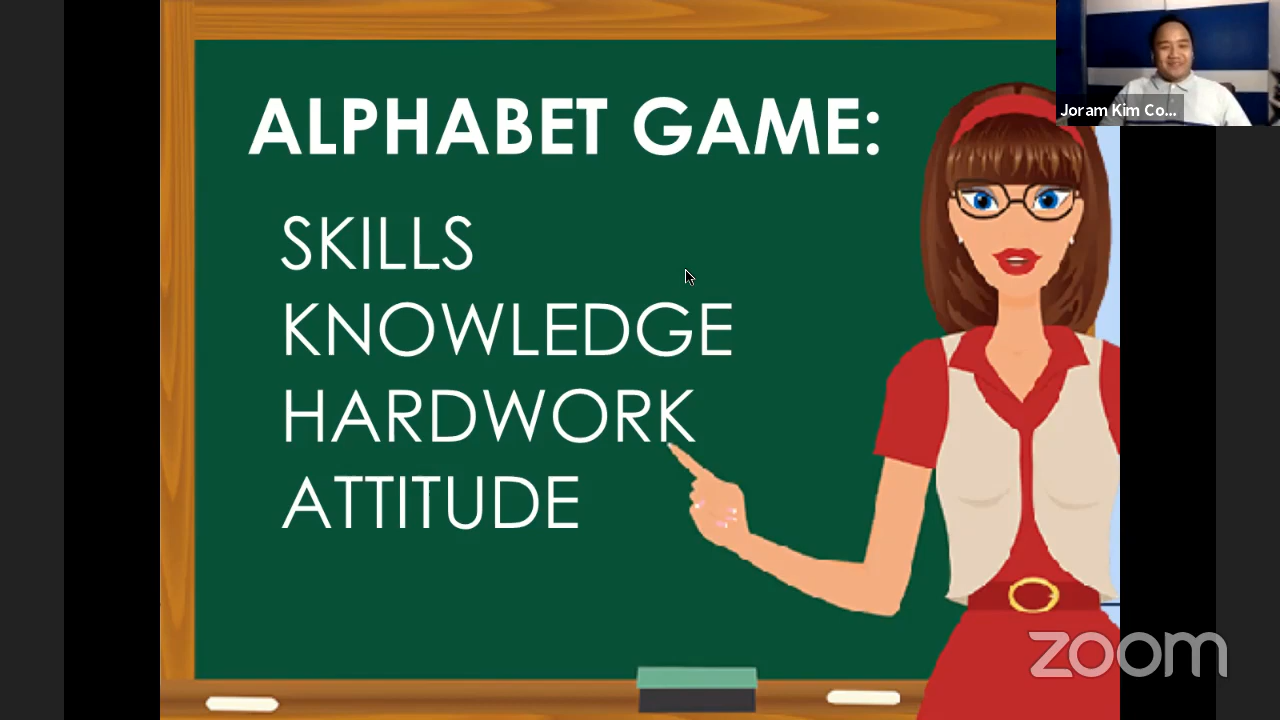 ALPHABET GAME:
SKILLS
KNOWLEDGE
HARDWORK
ATTITUDE
Joram Kim Co...
zoom